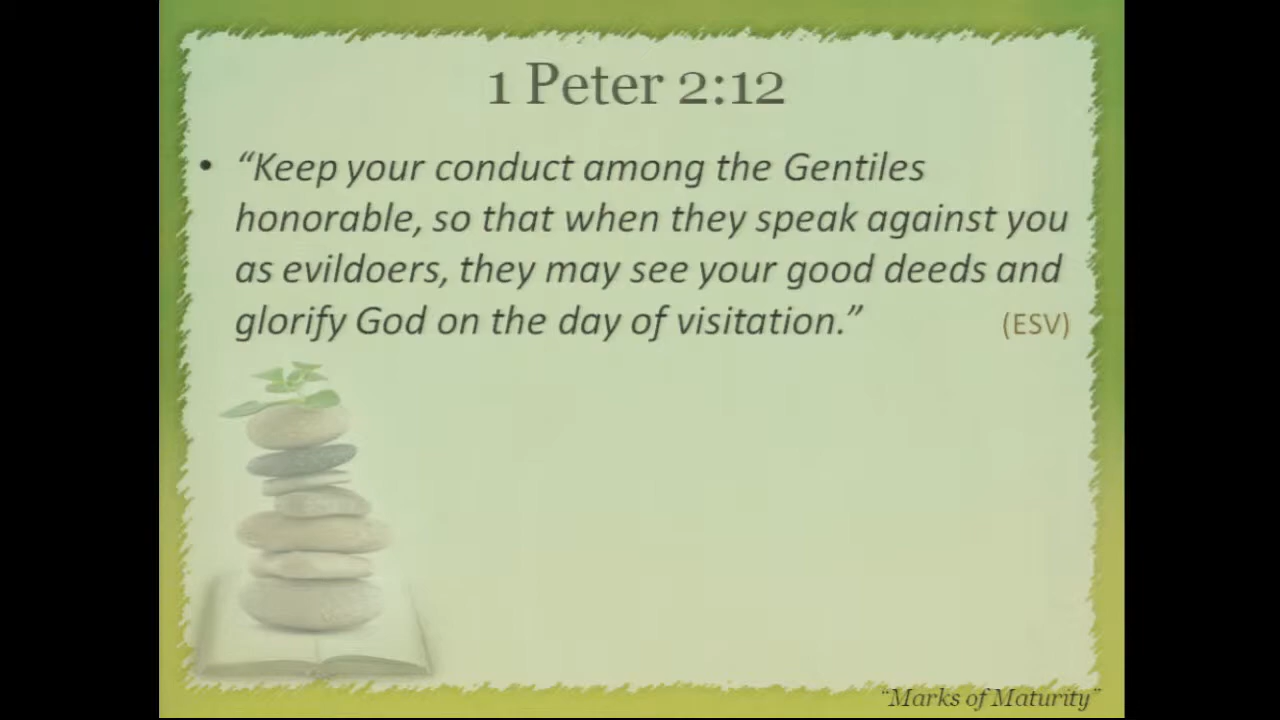 1 Peter 2:12
• “Keep your conduct among the Gentiles
honorable, so that when they speak against you
as evildoers, they may see your good deeds and
glorify God on the day of visitation.” (ESV)
“Marks of Maturity”